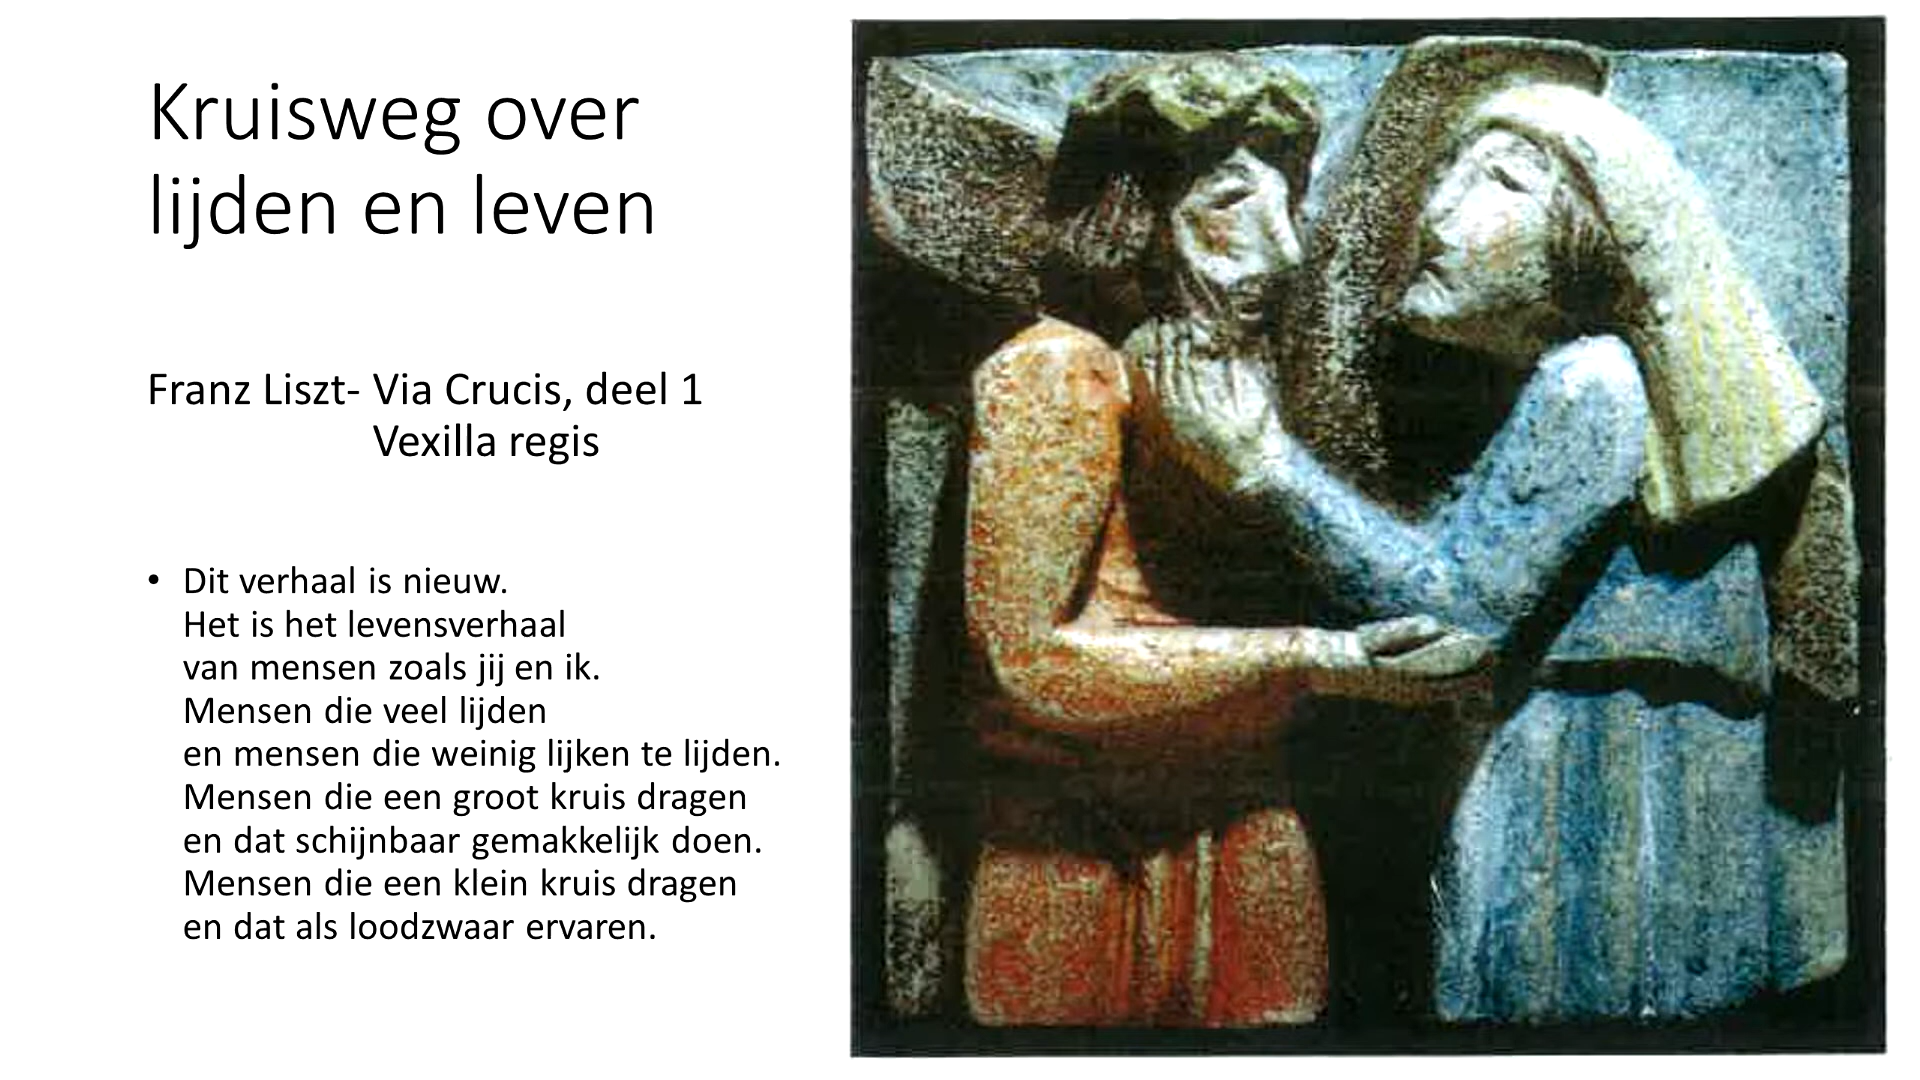 Kruisweg over
lijden en leven
Franz Liszt- Via Crucis, deel 1
Vexilla regis
• Dit verhaal is nieuw.
Het is het levensverhaal
van mensen zoals jij en ik.
Mensen die veel lijden
en mensen die weinig lijken te lijden.
Mensen die een groot kruis dragen
en dat schijnbaar gemakkelijk doen.
Mensen die een klein kruis dragen
en dat als loodzwaar ervaren.